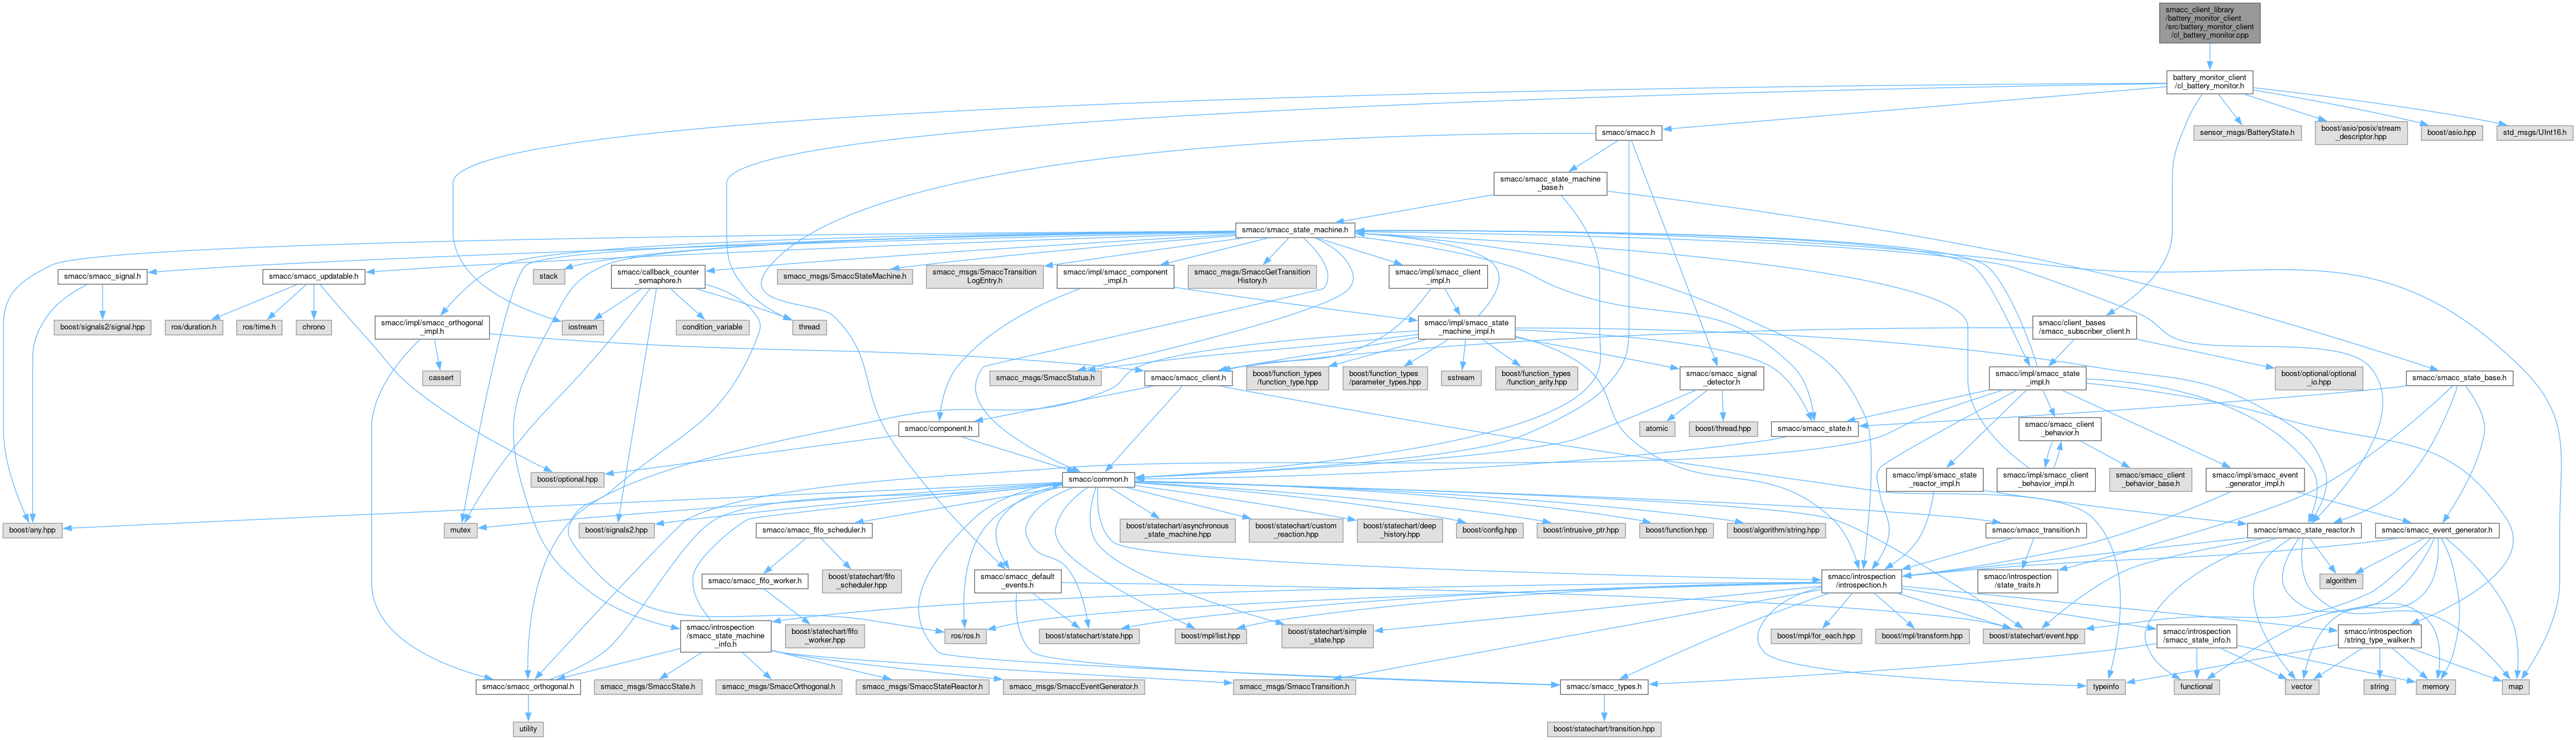 smacc_client_library
/battery_monitor_client
/src/battery_monitor_client
/cl_battery_monitor.cpp
battery_monitor_client
/cl_battery_monitor.h
smacc/smacc.h
sensor_msgs/BatteryState.h
boost/asio/posix/stream
_descriptor.hpp
boost/asio.hpp
std_msgs/UInt16.h
smacc/smacc_state_machine
_base.h
smacc/smacc_state_machine.h
smacc/smacc_signal.h
smacc/smacc_updatable.h
stack
smacc/callback_counter
_semaphore.h
smacc_msgs/SmaccStateMachine.h
smacc_msgs/SmaccTransition
LogEntry.h
smacc/impl/smacc_component
_impl.h
smacc_msgs/SmaccGetTransition
History.h
smacc/impl/smacc_client
_impl.h
boost/signals2/signal.hpp
ros/duration.h
ros/time.h
chrono
smacc/impl/smacc_orthogonal
_impl.h
iostream
condition_variable
thread
smacc/impl/smacc_state
_machine_impl.h
smacc/client_bases
/smacc_subscriber_client.h
cassert
smacc_msgs/SmaccStatus.h
smacc/smacc_client.h
boost/function_types
/function_type.hpp
boost/function_types
/parameter_types.hpp
sstream
boost/function_types
/function_arity.hpp
smacc/smacc_signal
_detector.h
smacc/impl/smacc_state
_impl.h
boost/optional/optional
_io.hpp
smacc/smacc_state_base.h
smacc/component.h
atomic
boost/thread.hpp
smacc/smacc_state.h
smacc/smacc_client
_behavior.h
boost/optional.hpp
smacc/common.h
smacc/impl/smacc_state
_reactor_impl.h
smacc/impl/smacc_client
_behavior_impl.h
smacc/smacc_client
_behavior_base.h
smacc/impl/smacc_event
_generator_impl.h
boost/any.hpp
mutex
boost/signals2.hpp
smacc/smacc_fifo_scheduler.h
boost/statechart/asynchronous
_state_machine.hpp
boost/statechart/custom
_reaction.hpp
boost/statechart/deep
_history.hpp
boost/config.hpp
boost/intrusive_ptr.hpp
boost/function.hpp
boost/algorithm/string.hpp
smacc/smacc_transition.h
smacc/smacc_state_reactor.h
smacc/smacc_event_generator.h
smacc/smacc_fifo_worker.h
boost/statechart/fifo
_scheduler.hpp
smacc/smacc_default
_events.h
smacc/introspection
/introspection.h
smacc/introspection
/state_traits.h
algorithm
smacc/introspection
/smacc_state_machine
_info.h
boost/statechart/fifo
_worker.hpp
ros/ros.h
boost/statechart/state.hpp
boost/mpl/list.hpp
boost/statechart/simple
_state.hpp
boost/mpl/for_each.hpp
boost/mpl/transform.hpp
boost/statechart/event.hpp
smacc/introspection
/smacc_state_info.h
smacc/introspection
/string_type_walker.h
smacc/smacc_orthogonal.h
smacc_msgs/SmaccState.h
smacc_msgs/SmaccOrthogonal.h
smacc_msgs/SmaccStateReactor.h
smacc_msgs/SmaccEventGenerator.h
smacc_msgs/SmaccTransition.h
smacc/smacc_types.h
typeinfo
functional
vector
string
memory
map
utility
boost/statechart/transition.hpp